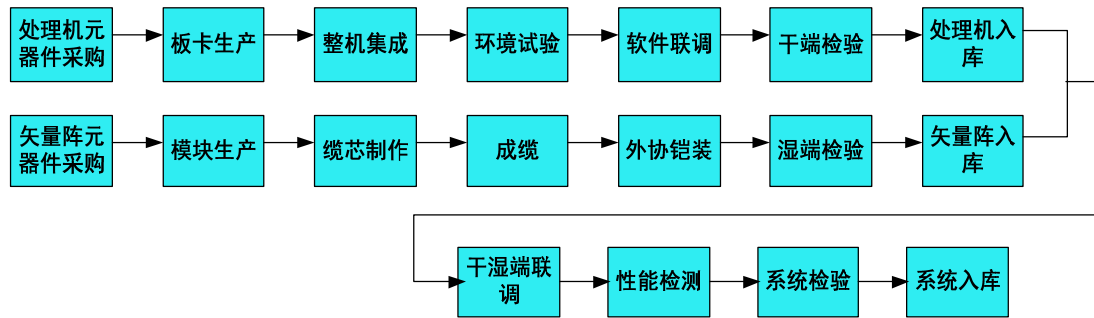 处理机元
器件采购
板卡生产
整机集成
环境试验
软件联调
干端检验
处理机入
库
矢量阵元
器件采购
模块生产
缆芯制作
成缆
外协铠装
湿端检验
矢量阵入
库
干湿端联
调
性能检测
系统检验
系统入库